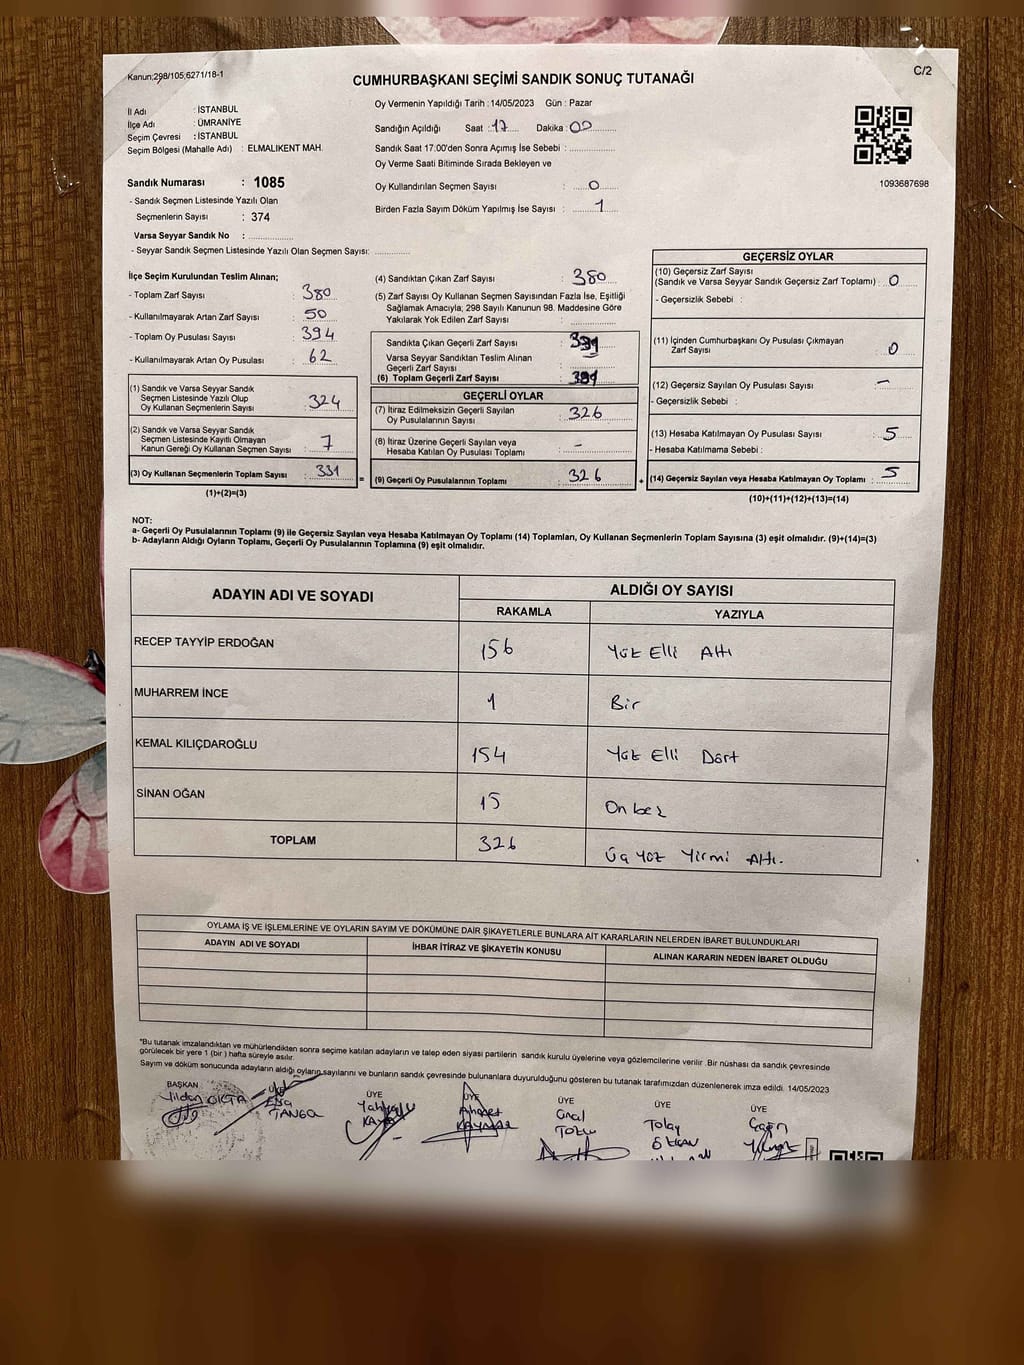 Kanun;298/105;6271/18-1
C/2
CUMHURBAŞKANI SEÇİMİ SANDIK SONUÇ TUTANAĞI
İl Adı : İSTANBUL
İlçe Adı : ÜMRANİYE
Seçim Çevresi : İSTANBUL
Seçim Bölgesi (Mahalle Adı) : ELMALIKENT MAH.
Sandık Numarası : 1085
- Sandık Seçmen Listesinde Yazılı Olan
Seçmenlerin Sayısı : 374
Varsa Seyyar Sandık No :
- Seyyar Sandık Seçmen Listesinde Yazılı Olan Seçmen Sayısı:
Oy Vermenin Yapıldığı Tarih : 14/05/2023 Gün : Pazar
Sandığın Açıldığı Saat : 17 Dakika : 00
Sandık Saat 17:00'den Sonra Açımış İse Sebebi :
Oy Verme Saati Bitiminde Sırada Bekleyen ve
Oy Kullandırılan Seçmen Sayısı : 0
Birden Fazla Sayım Döküm Yapılmış İse Sayısı : 1
1093687698
İlçe Seçim Kurulundan Teslim Alınan;
- Toplam Zarf Sayısı : 380
- Kullanılmayarak Artan Zarf Sayısı : 50
- Toplam Oy Pusulası Sayısı : 394
- Kullanılmayarak Artan Oy Pusulası : 62
(1) Sandık ve Varsa Seyyar Sandık
Seçmen Listesinde Yazılı Olup
Oy Kullanan Seçmenlerin Sayısı : 324
(2) Sandık ve Varsa Seyyar Sandık
Seçmen Listesinde Kayıtlı Olmayan
Kanun Gereği Oy Kullanan Seçmen Sayısı : 7
(3) Oy Kullanan Seçmenlerin Toplam Sayısı : 331
(1)+(2)=(3)
(4) Sandıktan Çıkan Zarf Sayısı : 380
(5) Zarf Sayısı Oy Kullanan Seçmen Sayısından Fazla İse, Eşitliği
Sağlamak Amacıyla; 298 Sayılı Kanunun 98. Maddesine Göre
Yakılarak Yok Edilen Zarf Sayısı :
Sandıkta Çıkan Geçerli Zarf Sayısı :
Varsa Seyyar Sandıktan Teslim Alınan
Geçerli Zarf Sayısı :
(6) Toplam Geçerli Zarf Sayısı :
GEÇERLİ OYLAR
(7) İtiraz Edilmeksizin Geçerli Sayılan
Oy Pusulalarının Sayısı : 326
(8) İtiraz Üzerine Geçerli Sayılan veya
Hesaba Katılan Oy Pusulası Toplamı : -
= (9) Geçerli Oy Pusulalarının Toplamı : 326 +
GEÇERSİZ OYLAR
(10) Geçersiz Zarf Sayısı
(Sandık ve Varsa Seyyar Sandık Geçersiz Zarf Toplamı) : 0
- Geçersizlik Sebebi :
(11) İçinden Cumhurbaşkanı Oy Pusulası Çıkmayan
Zarf Sayısı : 0
(12) Geçersiz Sayılan Oy Pusulası Sayısı : -
- Geçersizlik Sebebi :
(13) Hesaba Katılmayan Oy Pusulası Sayısı : 5
- Hesaba Katılmama Sebebi :
(14) Geçersiz Sayılan veya Hesaba Katılmayan Oy Toplamı : 5
(10)+(11)+(12)+(13)=(14)
NOT:
a- Geçerli Oy Pusulalarının Toplamı (9) ile Geçersiz Sayılan veya Hesaba Katılmayan Oy Toplamı (14) Toplamları, Oy Kullanan Seçmenlerin Toplam Sayısına (3) eşit olmalıdır. (9)+(14)=(3)
b- Adayların Aldığı Oyların Toplamı, Geçerli Oy Pusulalarının Toplamına (9) eşit olmalıdır.
ADAYIN ADI VE SOYADI
ALDIĞI OY SAYISI
RAKAMLA YAZIYLA
RECEP TAYYİP ERDOĞAN 156 Yüz Elli Altı
MUHARREM İNCE 1 Bir
KEMAL KILIÇDAROĞLU 154 Yüz Elli Dört
SİNAN OĞAN 15 On beş
TOPLAM 326 Üç Yüz Yirmi Altı.
OYLAMA İŞ VE İŞLEMLERİNE VE OYLARIN SAYIM VE DÖKÜMÜNE DAİR ŞİKAYETLERLE BUNLARA AİT KARARLARIN NELERDEN İBARET BULUNDUKLARI
ADAYIN ADI VE SOYADI İHBAR İTİRAZ VE ŞİKAYETİN KONUSU ALINAN KARARIN NEDEN İBARET OLDUĞU
*Bu tutanak imzalandıktan ve mühürlendikten sonra seçime katılan adayların ve talep eden siyasi partilerin sandık kurulu üyelerine veya gözlemcilerine verilir .Bir nüshası da sandık çevresinde
görülecek bir yere 1 (bir ) hafta süreyle asılır.
Sayım ve döküm sonucunda adayların aldığı oyların sayılarını ve bunların sandık çevresinde bulunanlara duyurulduğunu gösteren bu tutanak tarafımızdan düzenlenerek imza edildi. 14/05/2023
BAŞKAN ÜYE ÜYE ÜYE ÜYE ÜYE
Ahmet
KAYMAZ
Tolay
ÖZKAN